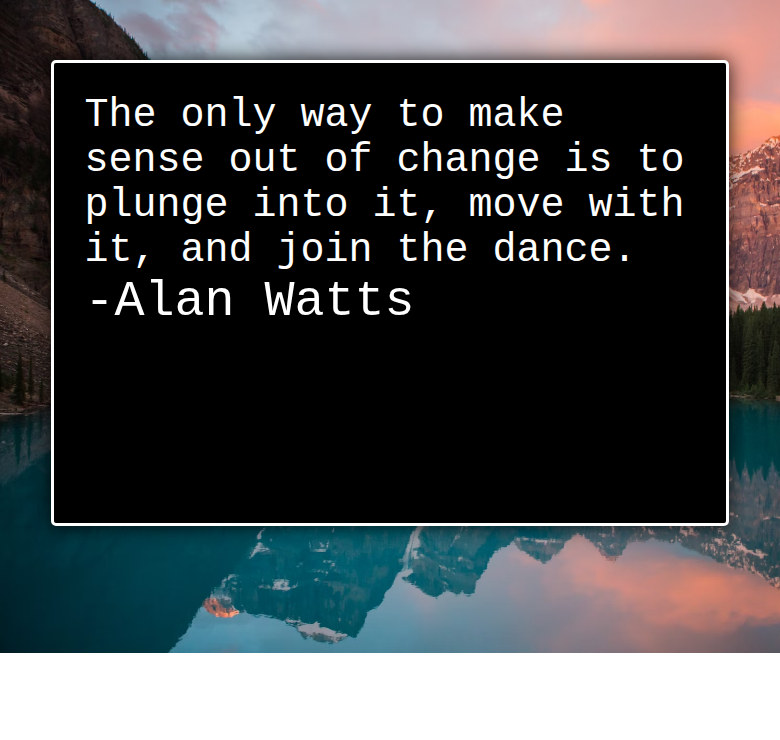 The only way to make
sense out of change is to
plunge into it, move with
it, and join the dance.
-Alan Watts